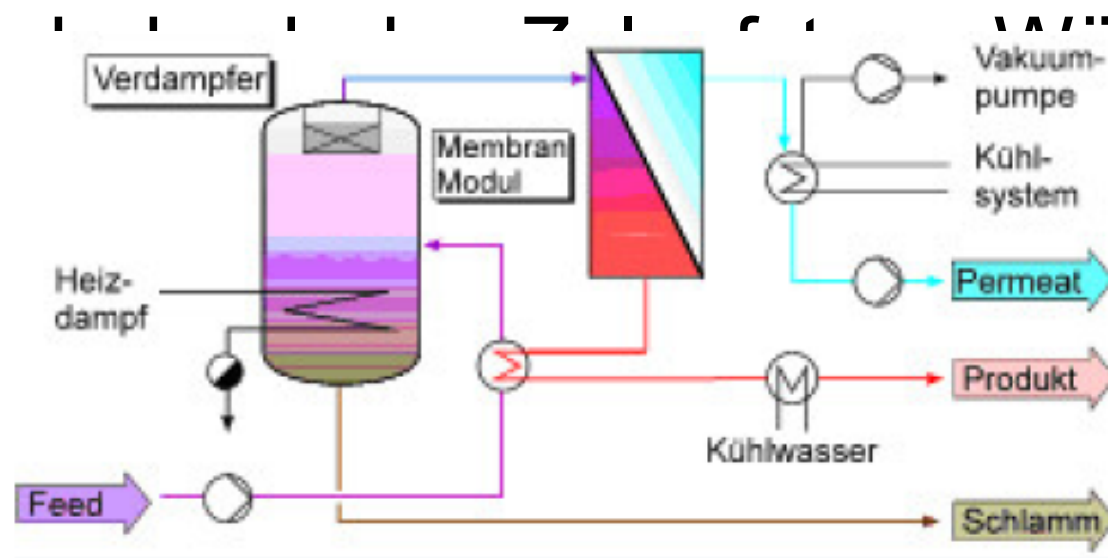 Verdampfer
Membran
Modul
Vakuum-
pumpe
Kühl-
system
Heiz-
dampf
Permeat
Produkt
Kühlwasser
Feed
Schlamm